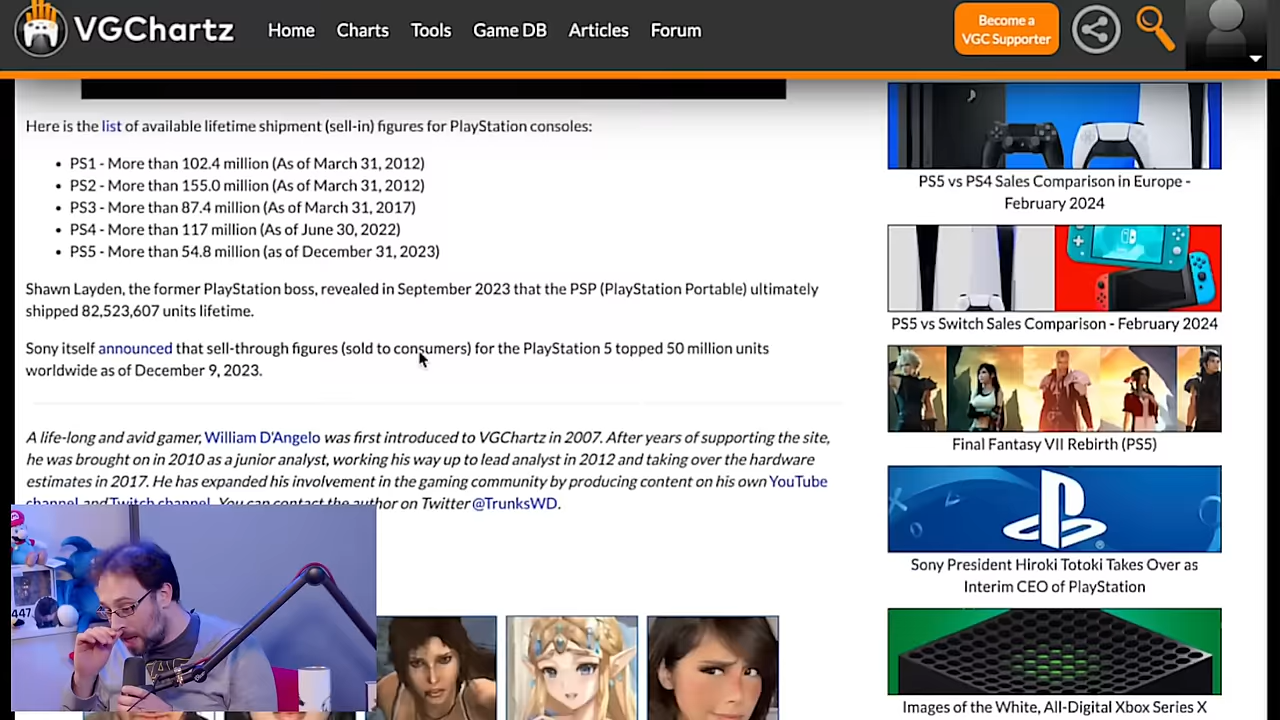 VGChartz
Home
Charts
Tools
Game DB
Articles
Forum
Become a
VGC Supporter
Here is the list of available lifetime shipment (sell-in) figures for PlayStation consoles:
• PS1 - More than 102.4 million (As of March 31, 2012)
• PS2 - More than 155.0 million (As of March 31, 2012)
• PS3 - More than 87.4 million (As of March 31, 2017)
• PS4 - More than 117 million (As of June 30, 2022)
• PS5 - More than 54.8 million (as of December 31, 2023)
Shawn Layden, the former PlayStation boss, revealed in September 2023 that the PSP (PlayStation Portable) ultimately
shipped 82,523,607 units lifetime.
Sony itself announced that sell-through figures (sold to consumers) for the PlayStation 5 topped 50 million units
worldwide as of December 9, 2023.
A life-long and avid gamer, William D'Angelo was first introduced to VGChartz in 2007. After years of supporting the site,
he was brought on in 2010 as a junior analyst, working his way up to lead analyst in 2012 and taking over the hardware
estimates in 2017. He has expanded his involvement in the gaming community by producing content on his own YouTube
channel and Twitch channel. You can contact the author on Twitter @TrunksWD.
447
PS5 vs PS4 Sales Comparison in Europe -
February 2024
PS5 vs Switch Sales Comparison - February 2024
Final Fantasy VII Rebirth (PS5)
Sony President Hiroki Totoki Takes Over as
Interim CEO of PlayStation
Images of the White, All-Digital Xbox Series X